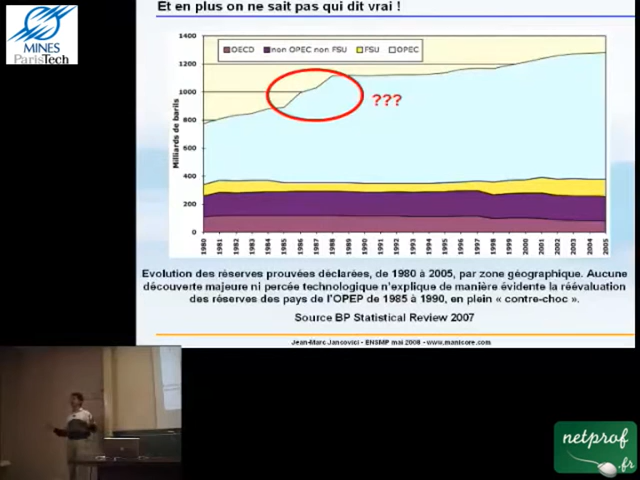 Et en plus on ne sait pas qui dit vrai !
MINES
ParisTech
1400
1200
1000
800
600
400
200
0
Milliards de barils
OECD non OPEC non FSU FSU OPEC
???
1980 1981 1982 1983 1984 1985 1986 1987 1988 1989 1990 1991 1992 1993 1994 1995 1996 1997 1998 1999 2000 2001 2002 2003 2004 2005
Evolution des réserves prouvées déclarées, de 1980 à 2005, par zone géographique. Aucune
découverte majeure ni percée technologique n'explique de manière évidente la réévaluation
des réserves des pays de l'OPEP de 1985 à 1990, en plein « contre-choc ».
Source BP Statistical Review 2007
Jean-Marc Jancovici - ENSMP mai 2008 - www.manicore.com
netprof
.fr